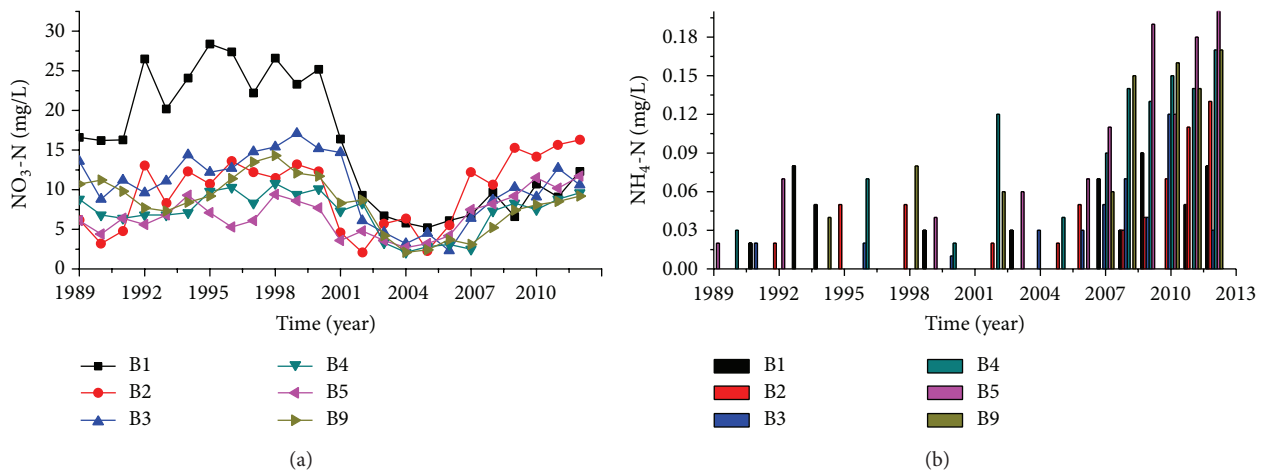 30
25
20
15
10
5
0
NO3-N (mg/L)
1989 1992 1995 1998 2001 2004 2007 2010
Time (year)
B1
B2
B3
B4
B5
B9
(a)
0.18
0.15
0.12
0.09
0.06
0.03
0.00
NH4-N (mg/L)
1989 1992 1995 1998 2001 2004 2007 2010 2013
Time (year)
B1
B2
B3
B4
B5
B9
(b)